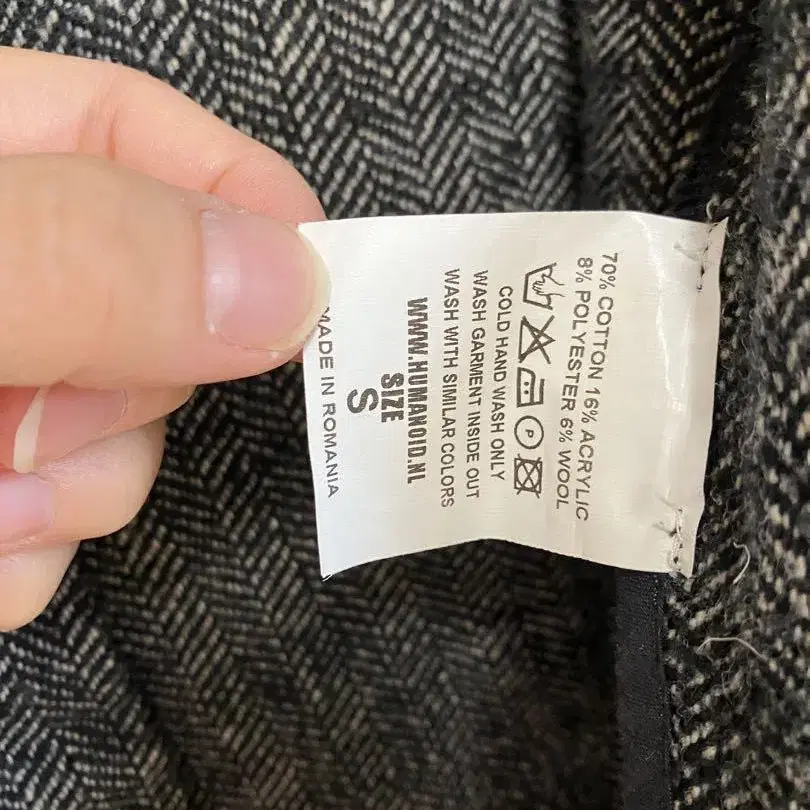 70% COTTON 16% ACRYLIC
8% POLYESTER 6% WOOL
P
COLD HAND WASH ONLY
WASH GARMENT INSIDE OUT
WASH WITH SIMILAR COLORS
WWW.HUMANOID.NL
SIZE
S
MADE IN ROMANIA